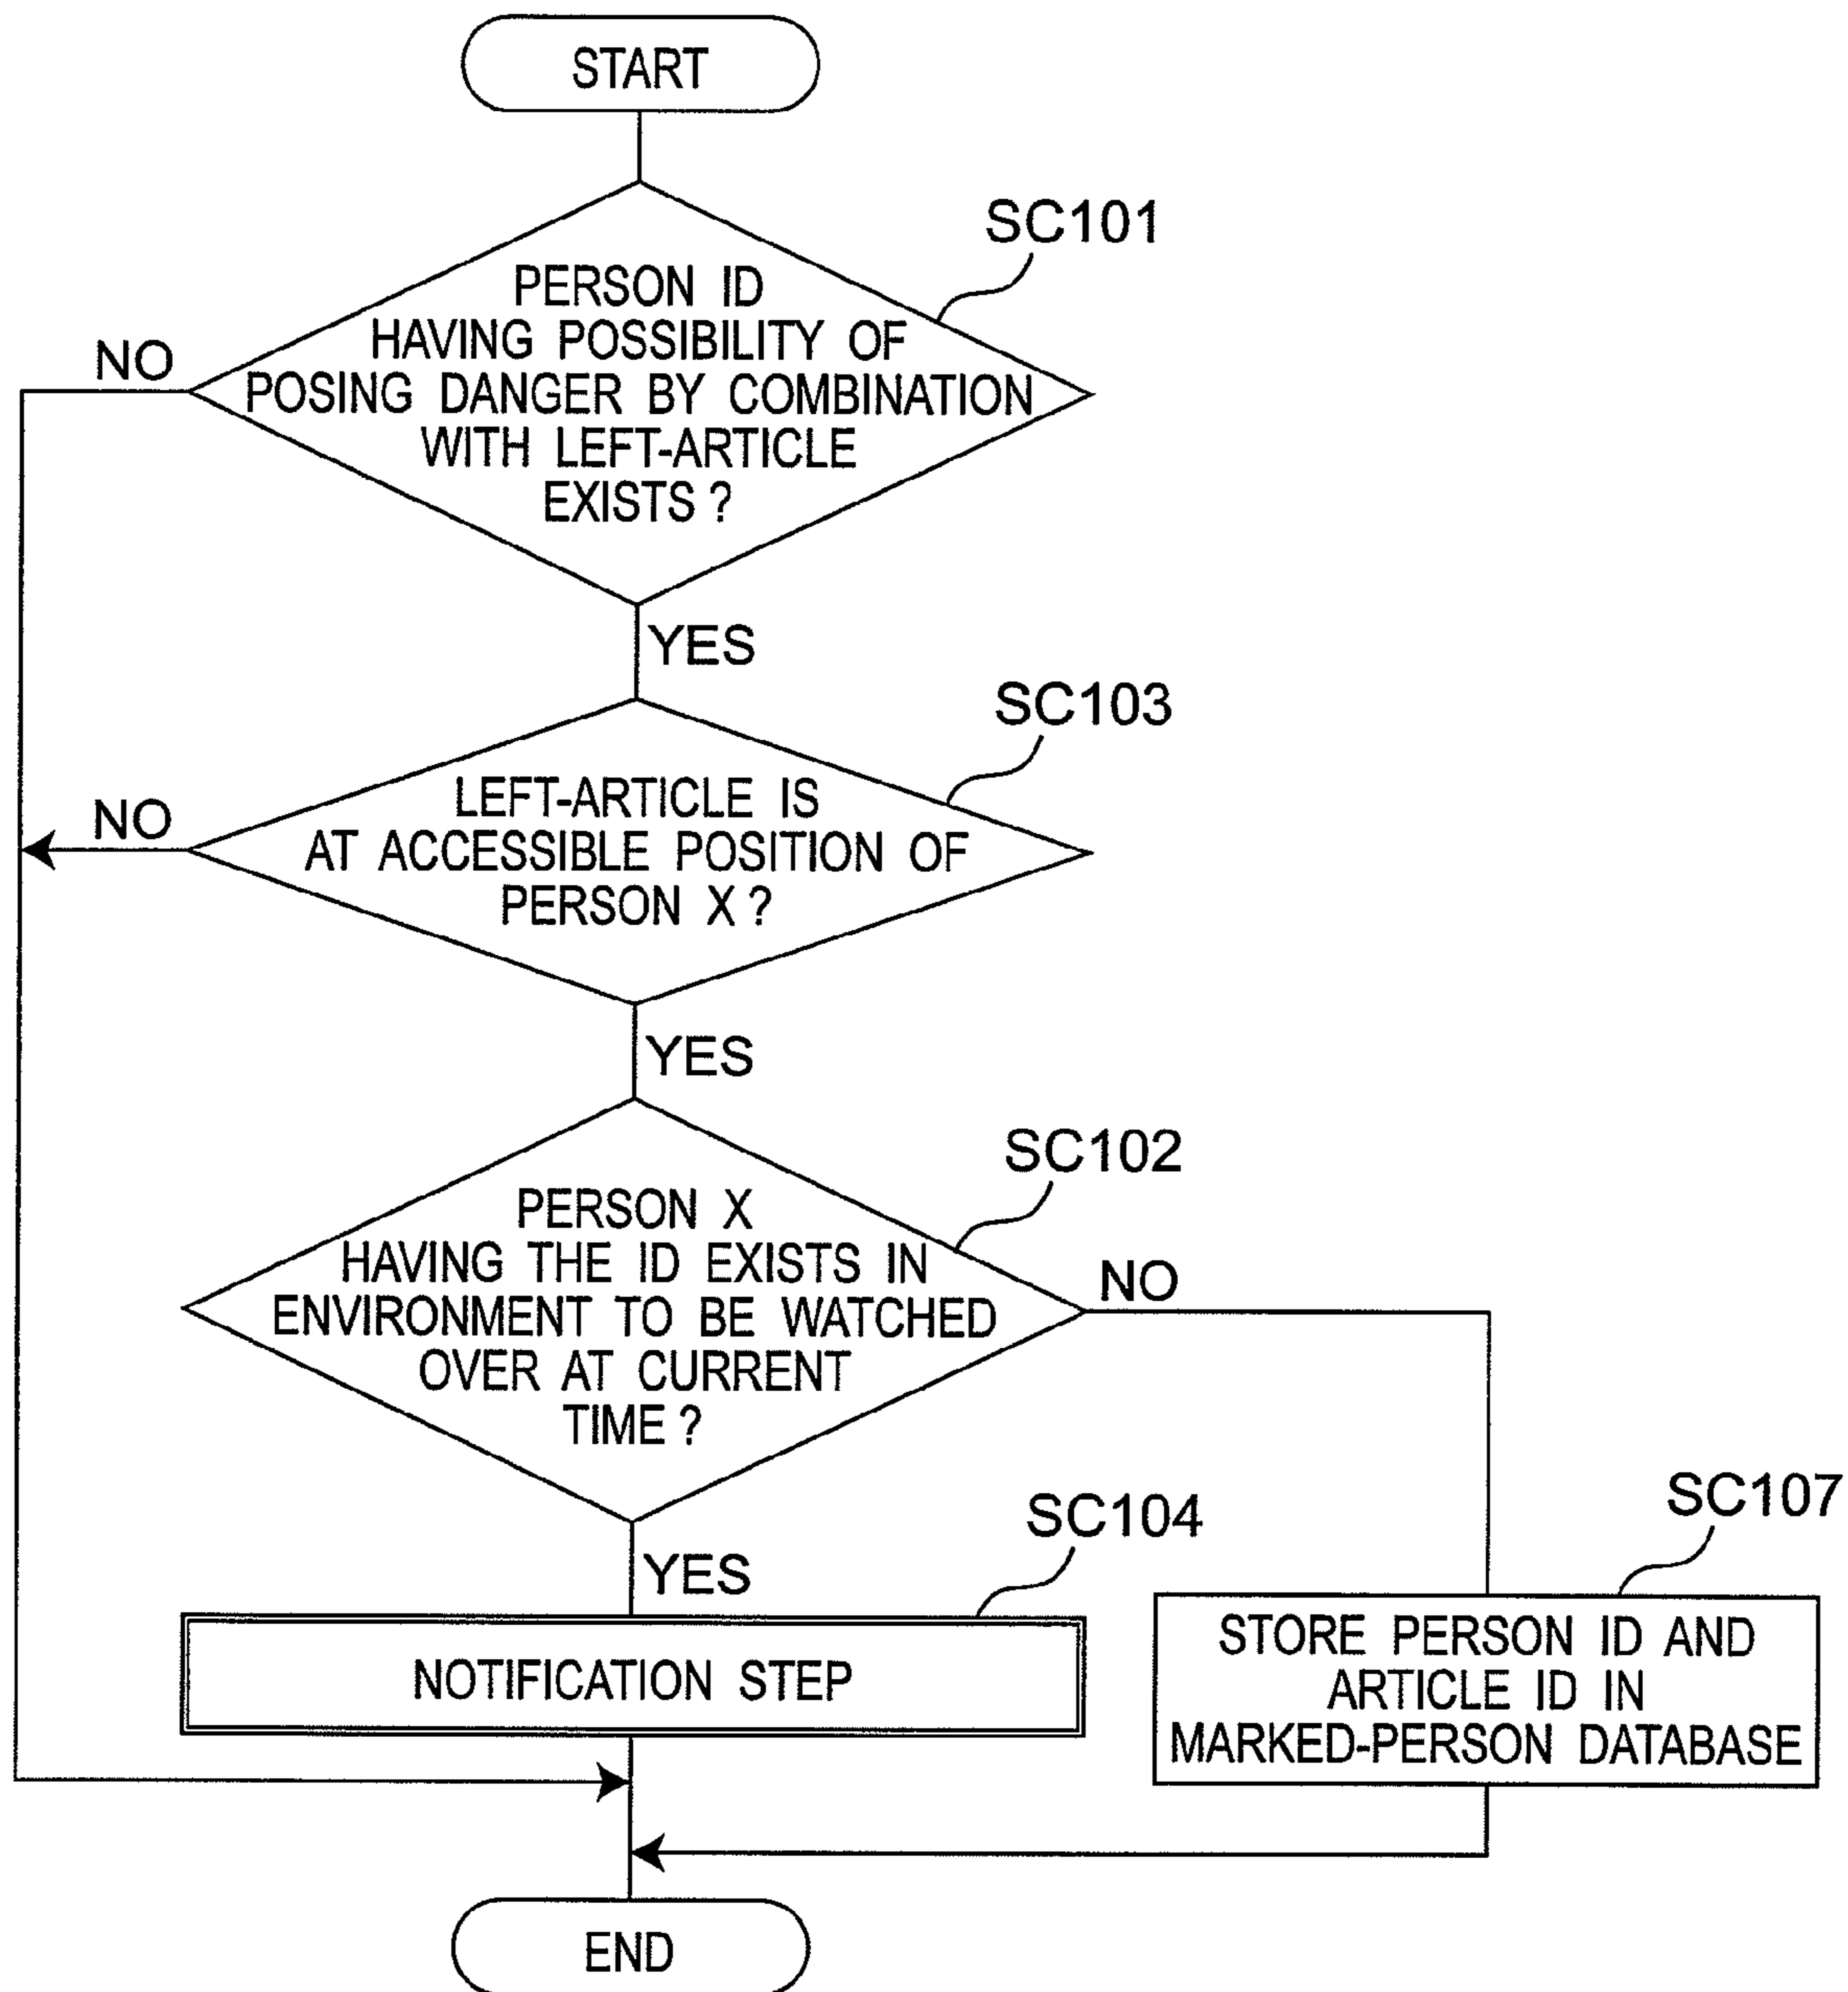 START
SC101
PERSON ID
HAVING POSSIBILITY OF
POSING DANGER BY COMBINATION
WITH LEFT-ARTICLE
EXISTS ?
NO
YES
SC103
LEFT-ARTICLE IS
AT ACCESSIBLE POSITION OF
PERSON X ?
NO
YES
SC102
PERSON X
HAVING THE ID EXISTS IN
ENVIRONMENT TO BE WATCHED
OVER AT CURRENT
TIME ?
NO
YES
SC104
NOTIFICATION STEP
SC107
STORE PERSON ID AND
ARTICLE ID IN
MARKED-PERSON DATABASE
END